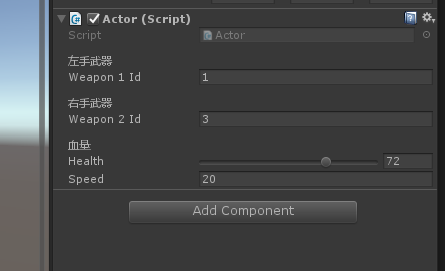 Actor (Script)
Script Actor
左手武器
Weapon 1 Id 1
右手武器
Weapon 2 Id 3
血量
Health 72
Speed 20
Add Component